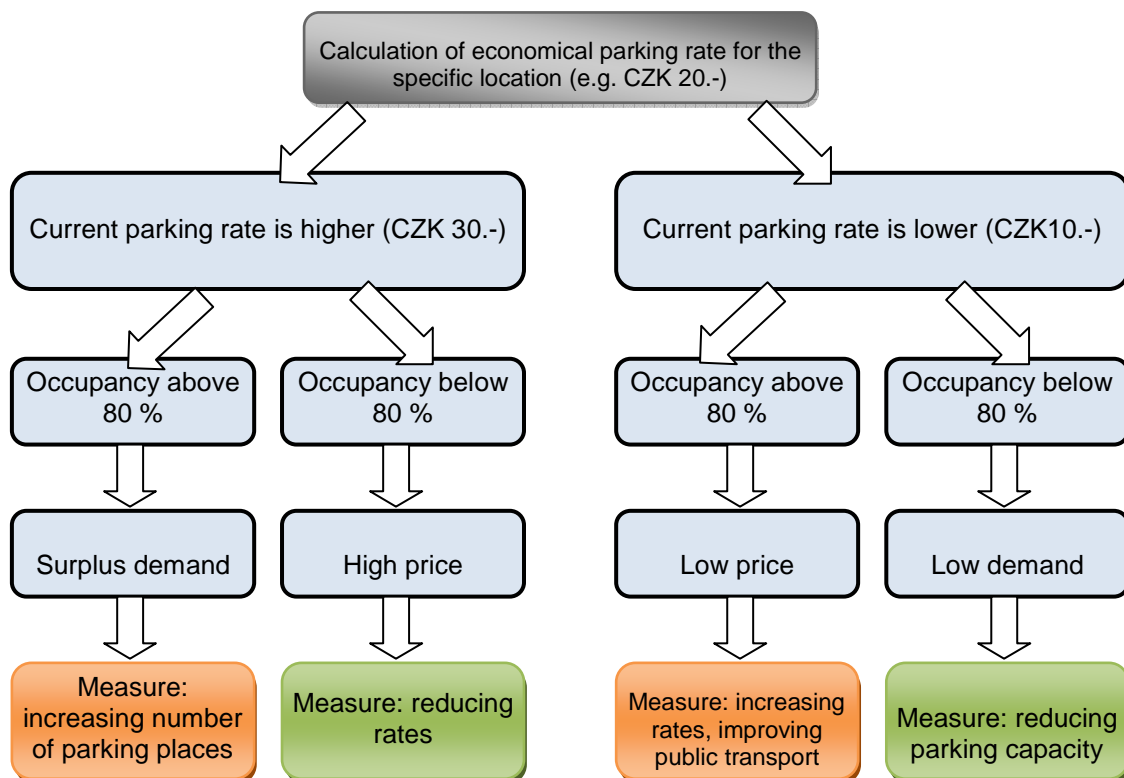 Calculation of economical parking rate for the
specific location (e.g. CZK 20.-)
Current parking rate is higher (CZK 30.-)
Current parking rate is lower (CZK10.-)
Occupancy above
80 %
Occupancy below
80 %
Occupancy above
80 %
Occupancy below
80 %
Surplus demand
High price
Low price
Low demand
Measure:
increasing number
of parking places
Measure: reducing
rates
Measure: increasing
rates, improving
public transport
Measure: reducing
parking capacity